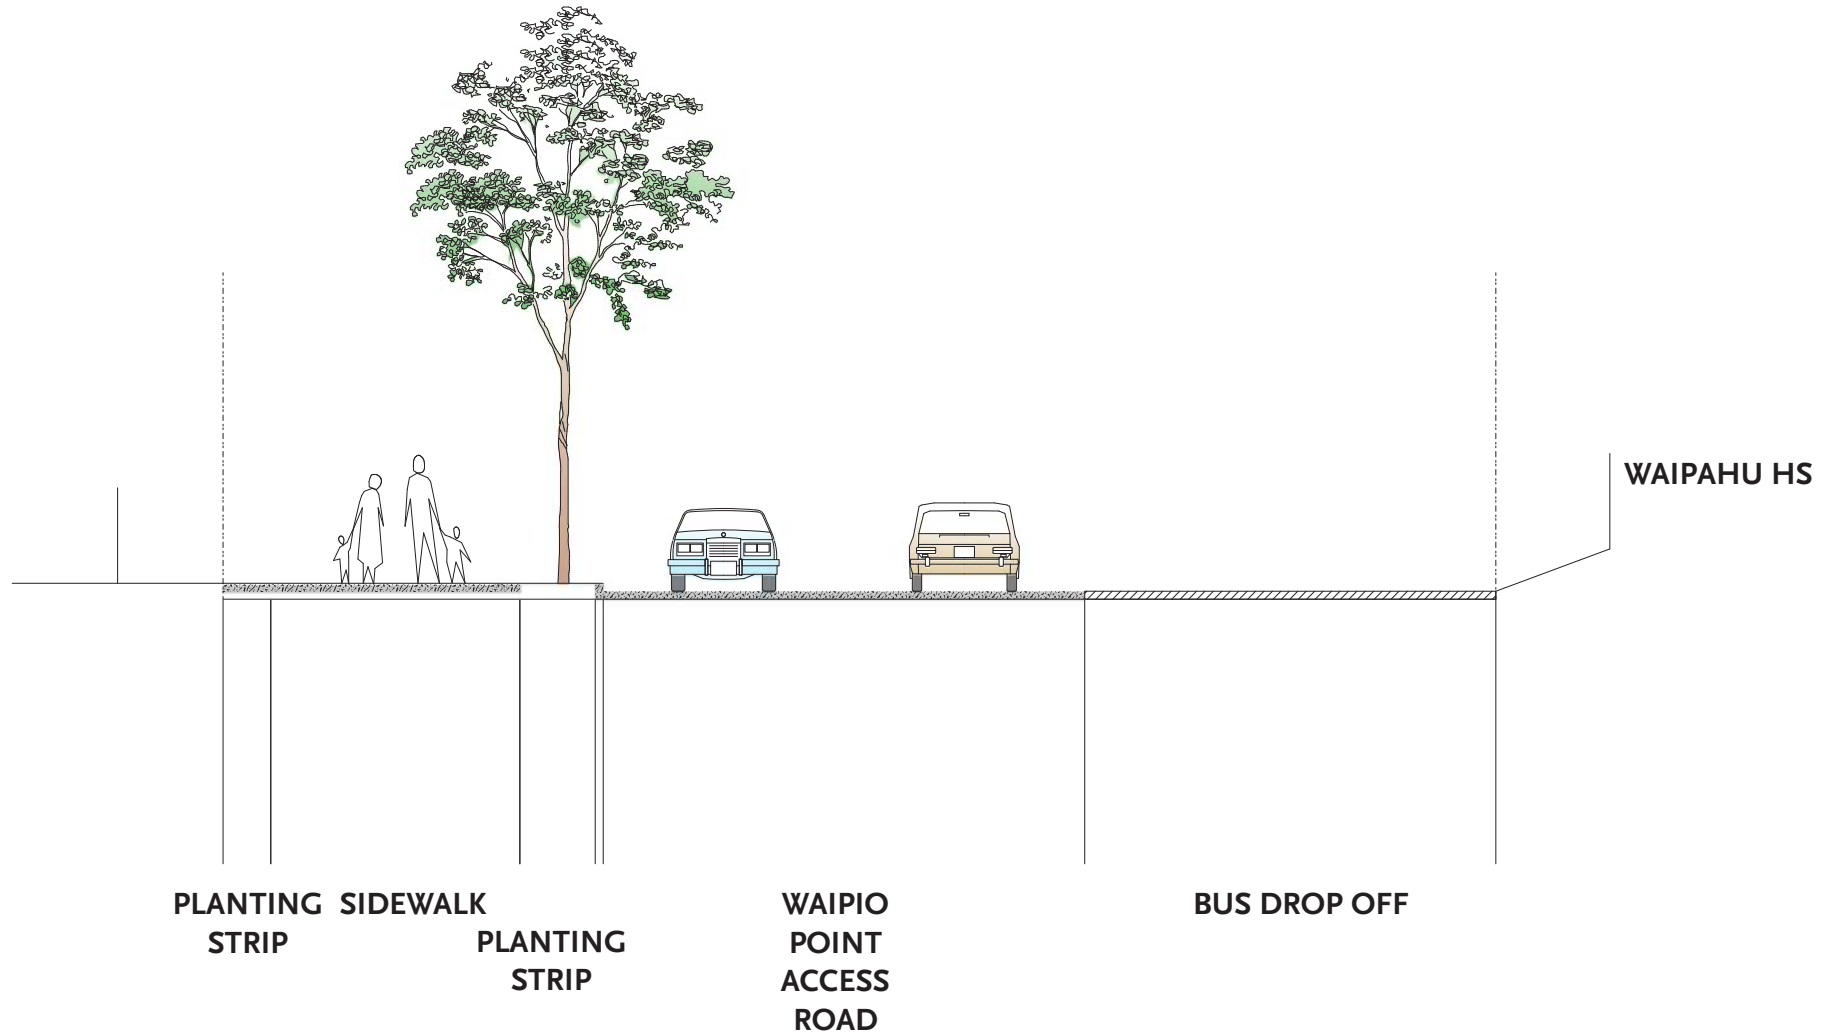 WAIPAHU HS
PLANTING
STRIP
SIDEWALK
PLANTING
STRIP
WAIPIO
POINT
ACCESS
ROAD
BUS DROP OFF